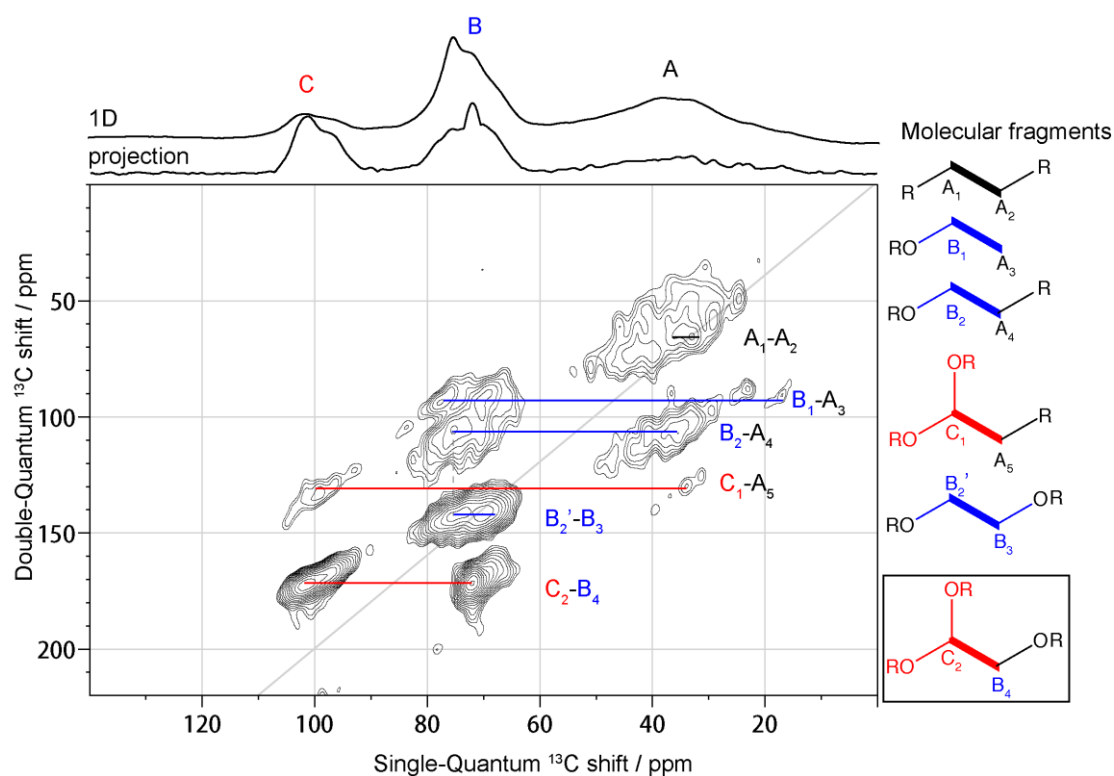 B
C
A
1D
projection
Molecular fragments
R
A₁
A₂
R
RO
B₁
A₃
RO
B₂
A₄
R
OR
RO
C₁
A₅
R
RO
B₂'
B₃
OR
OR
RO
C₂
B₄
OR
50
100
150
200
Double-Quantum ¹³C shift / ppm
A₁-A₂
B₁-A₃
B₂-A₄
C₁-A₅
B₂'-B₃
C₂-B₄
120 100 80 60 40 20
Single-Quantum ¹³C shift / ppm